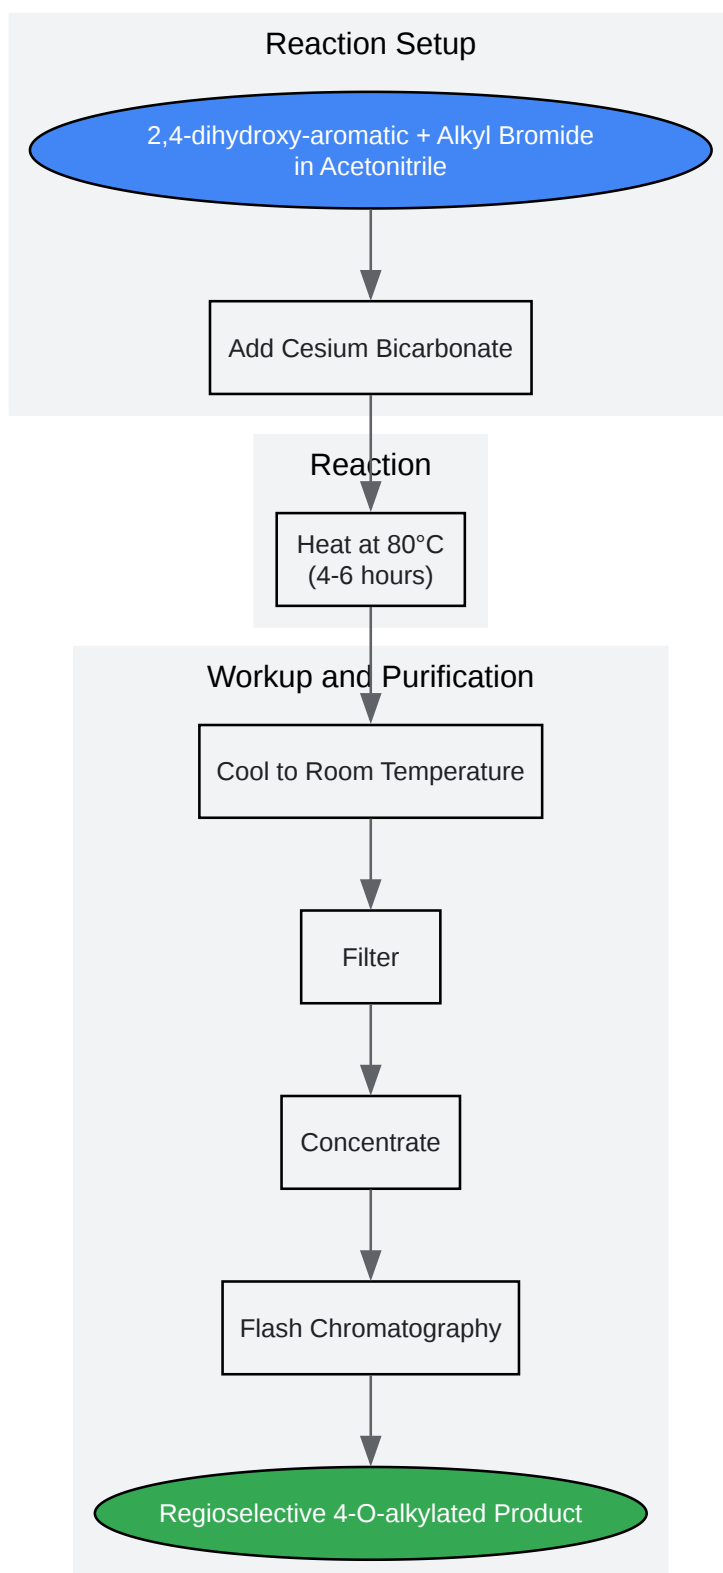 Reaction Setup
2,4-dihydroxy-aromatic + Alkyl Bromide
in Acetonitrile
Add Cesium Bicarbonate
Reaction
Heat at 80°C
(4-6 hours)
Workup and Purification
Cool to Room Temperature
Filter
Concentrate
Flash Chromatography
Regioselective 4-O-alkylated Product